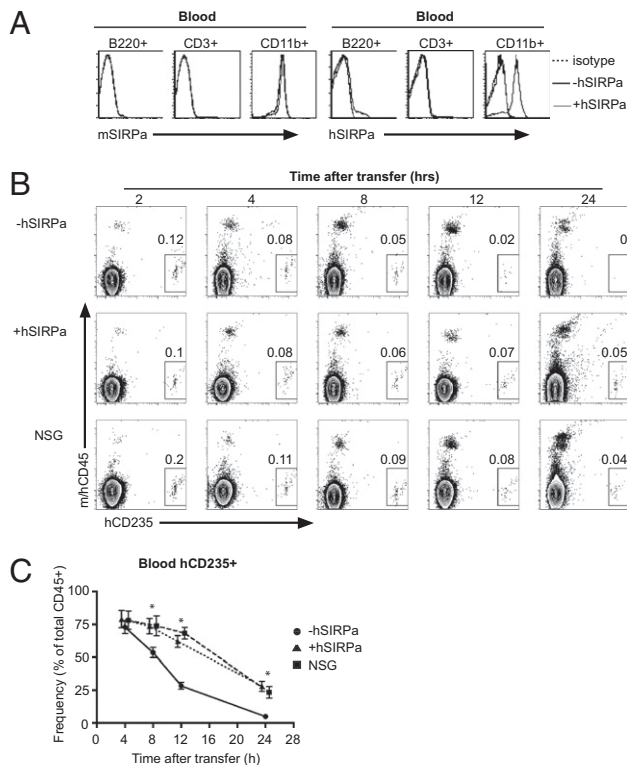 A
Blood Blood
B220+ CD3+ CD11b+ B220+ CD3+ CD11b+
isotype
-hSIRPa
+hSIRPa
mSIRPa hSIRPa
B
Time after transfer (hrs)
2 4 8 12 24
-hSIRPa
0.12 0.08 0.05 0.02 0
+hSIRPa
0.1 0.08 0.06 0.07 0.05
NSG
0.2 0.11 0.09 0.08 0.04
m/hCD45
hCD235
C
Blood hCD235+
Frequency (% of total CD45+)
100
75
50
25
0
* * *
-hSIRPa
+hSIRPa
NSG
0 4 8 12 16 20 24 28
Time after transfer (h)